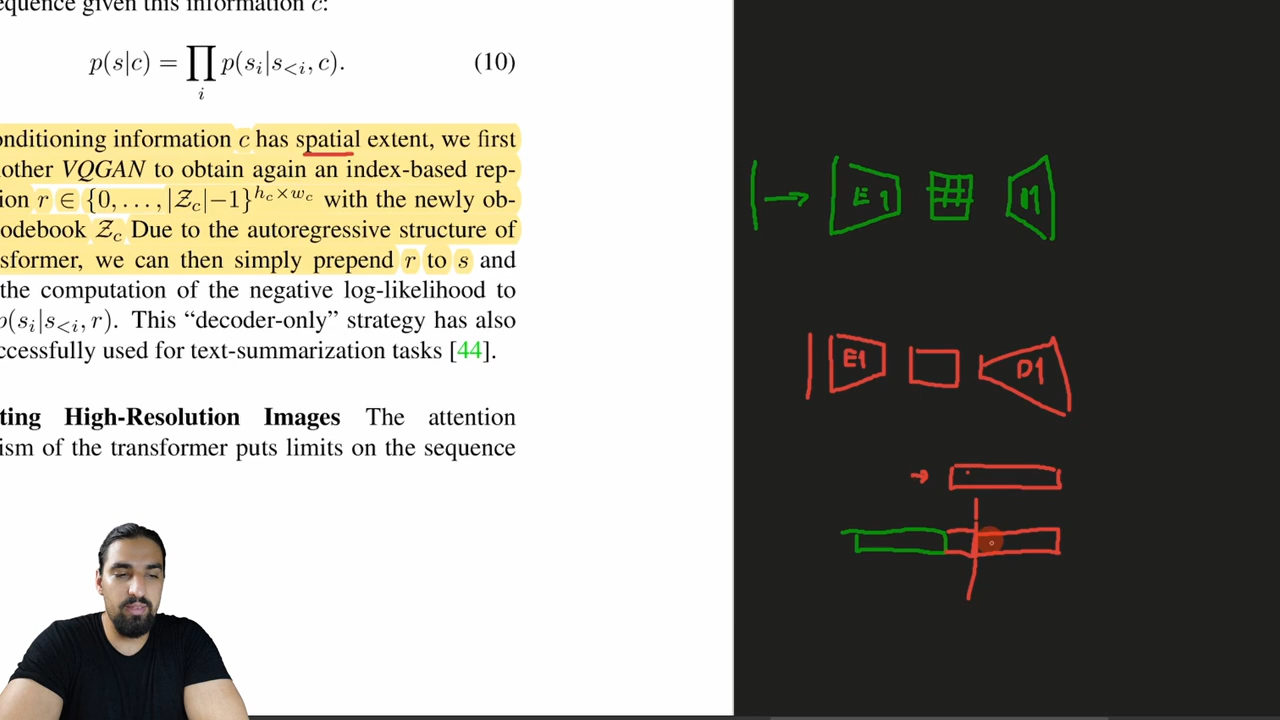 equence given this information c:
p(s|c) = ∏_i p(s_i|s_{<i}, c). (10)
onditioning information c has spatial extent, we first
other VQGAN to obtain again an index-based rep-
ion r ∈ {0, . . . , |Z_c|−1}^{h_c×w_c} with the newly ob-
odebook Z_c Due to the autoregressive structure of
sformer, we can then simply prepend r to s and
the computation of the negative log-likelihood to
p(s_i|s_{<i}, r). This “decoder-only” strategy has also
ccessfully used for text-summarization tasks [44].
ting High-Resolution Images The attention
ism of the transformer puts limits on the sequence
E1
E1
D1